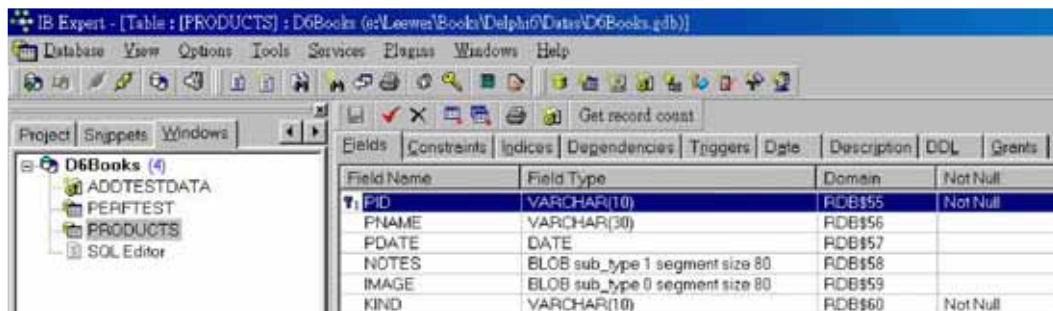 IB Expert - [Table : [PRODUCTS] : D6Books (e:\Leewei\Books\Delphi6\Datas\D6Books.gdb)]
Database View Options Tools Services Plugins Windows Help
Get record count
Project Snippets Windows
Fields Constraints Indices Dependencies Triggers Data Description DDL Grants
D6Books (4)
ADOTESTDATA
PERFTEST
PRODUCTS
SQL Editor
Field Name Field Type Domain Not Null
PID VARCHAR(10) RDB$55 Not Null
PNAME VARCHAR(30) RDB$56
PDATE DATE RDB$57
NOTES BLOB sub_type 1 segment size 80 RDB$58
IMAGE BLOB sub_type 0 segment size 80 RDB$59
KIND VARCHAR(10) RDB$60 Not Null